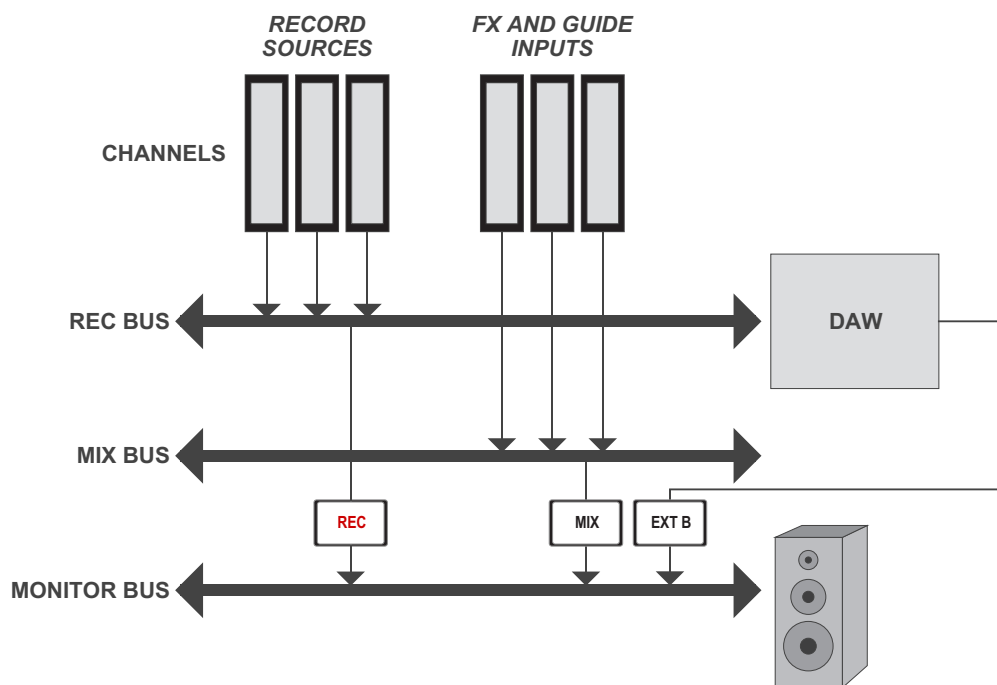 RECORD
SOURCES
FX AND GUIDE
INPUTS
CHANNELS
REC BUS
DAW
MIX BUS
REC
MIX
EXT B
MONITOR BUS